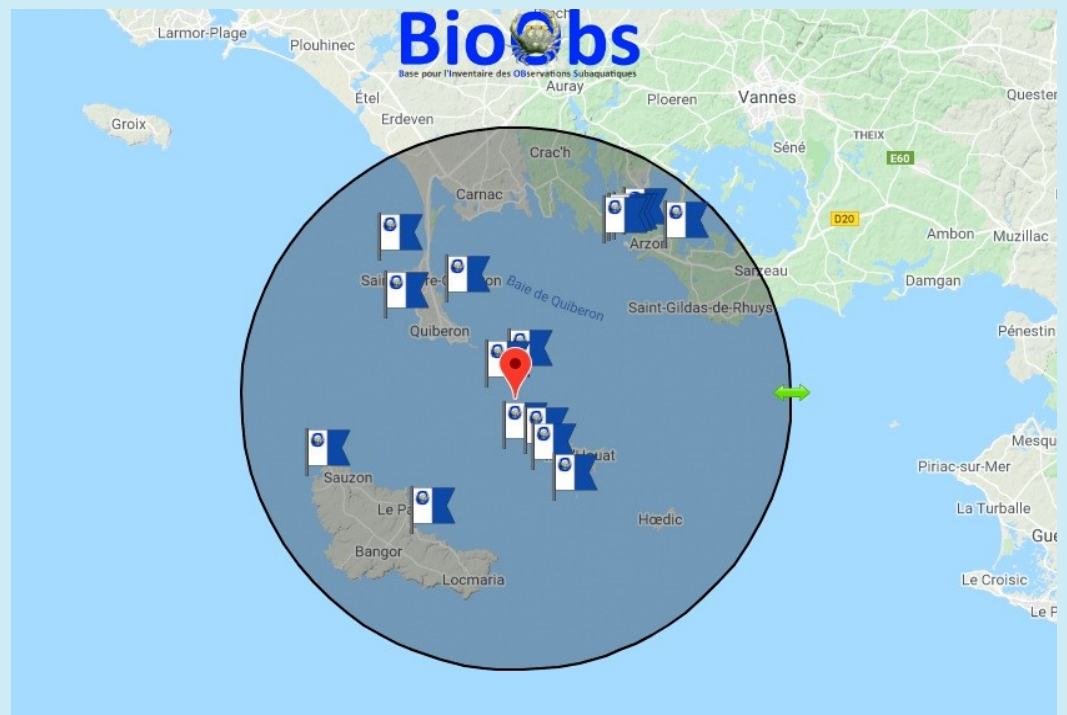 BioObs
Base pour l'Inventaire des OBservations Subaquatiques
Larmor-Plage
Plouhinec
Auray
Ploeren
Vannes
Étel
Erdeven
Groix
THEIX
Séné
E60
Crac'h
Carnac
D20
Arzon
Ambon
Muzillac
Sarzeau
Damgan
Baie de Quiberon
Saint-Gildas-de-Rhuys
Quiberon
Pénestin
Sauzon
Piriac-sur-Mer
La Turballe
Hœdic
Bangor
Locmaria
Le Croisic